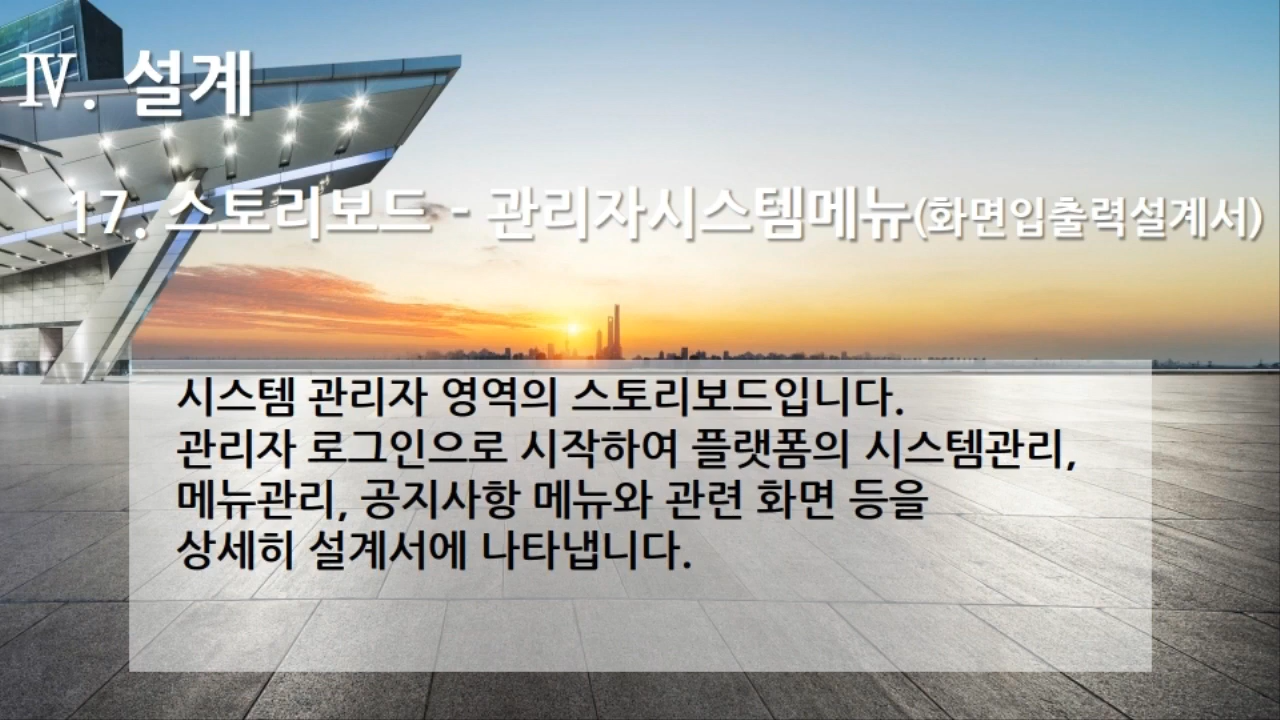 Ⅳ. 설계
17. 스토리보드 - 관리자시스템메뉴(화면입출력설계서)
시스템 관리자 영역의 스토리보드입니다.
관리자 로그인으로 시작하여 플랫폼의 시스템관리,
메뉴관리, 공지사항 메뉴와 관련 화면 등을
상세히 설계서에 나타냅니다.